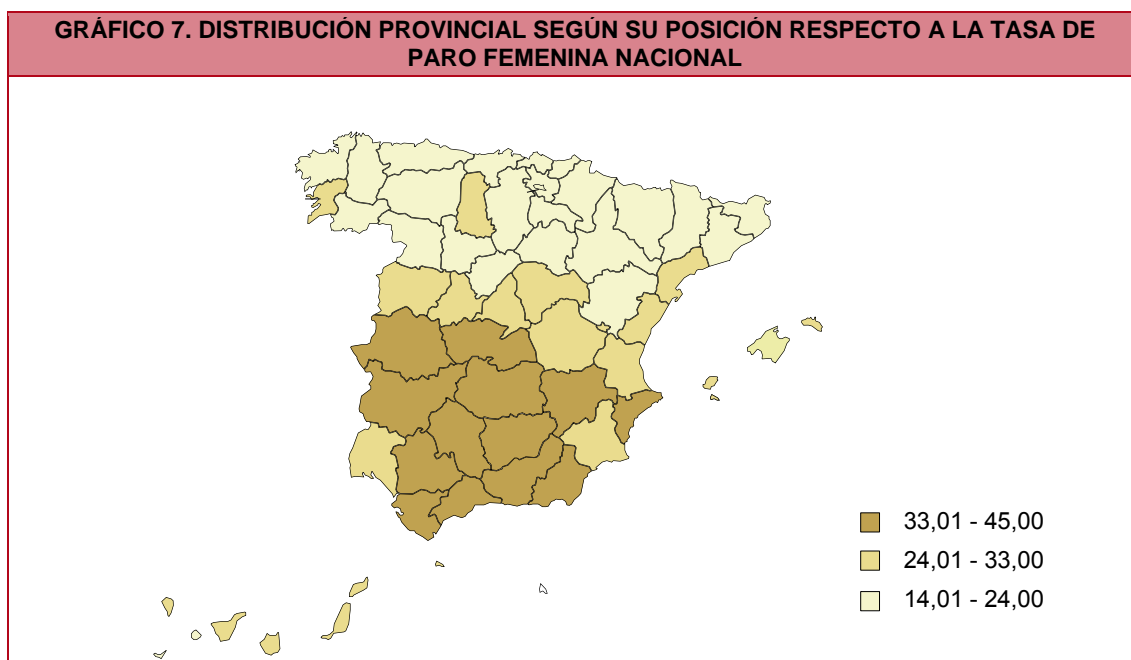 GRÁFICO 7. DISTRIBUCIÓN PROVINCIAL SEGÚN SU POSICIÓN RESPECTO A LA TASA DE
PARO FEMENINA NACIONAL
33,01 - 45,00
24,01 - 33,00
14,01 - 24,00